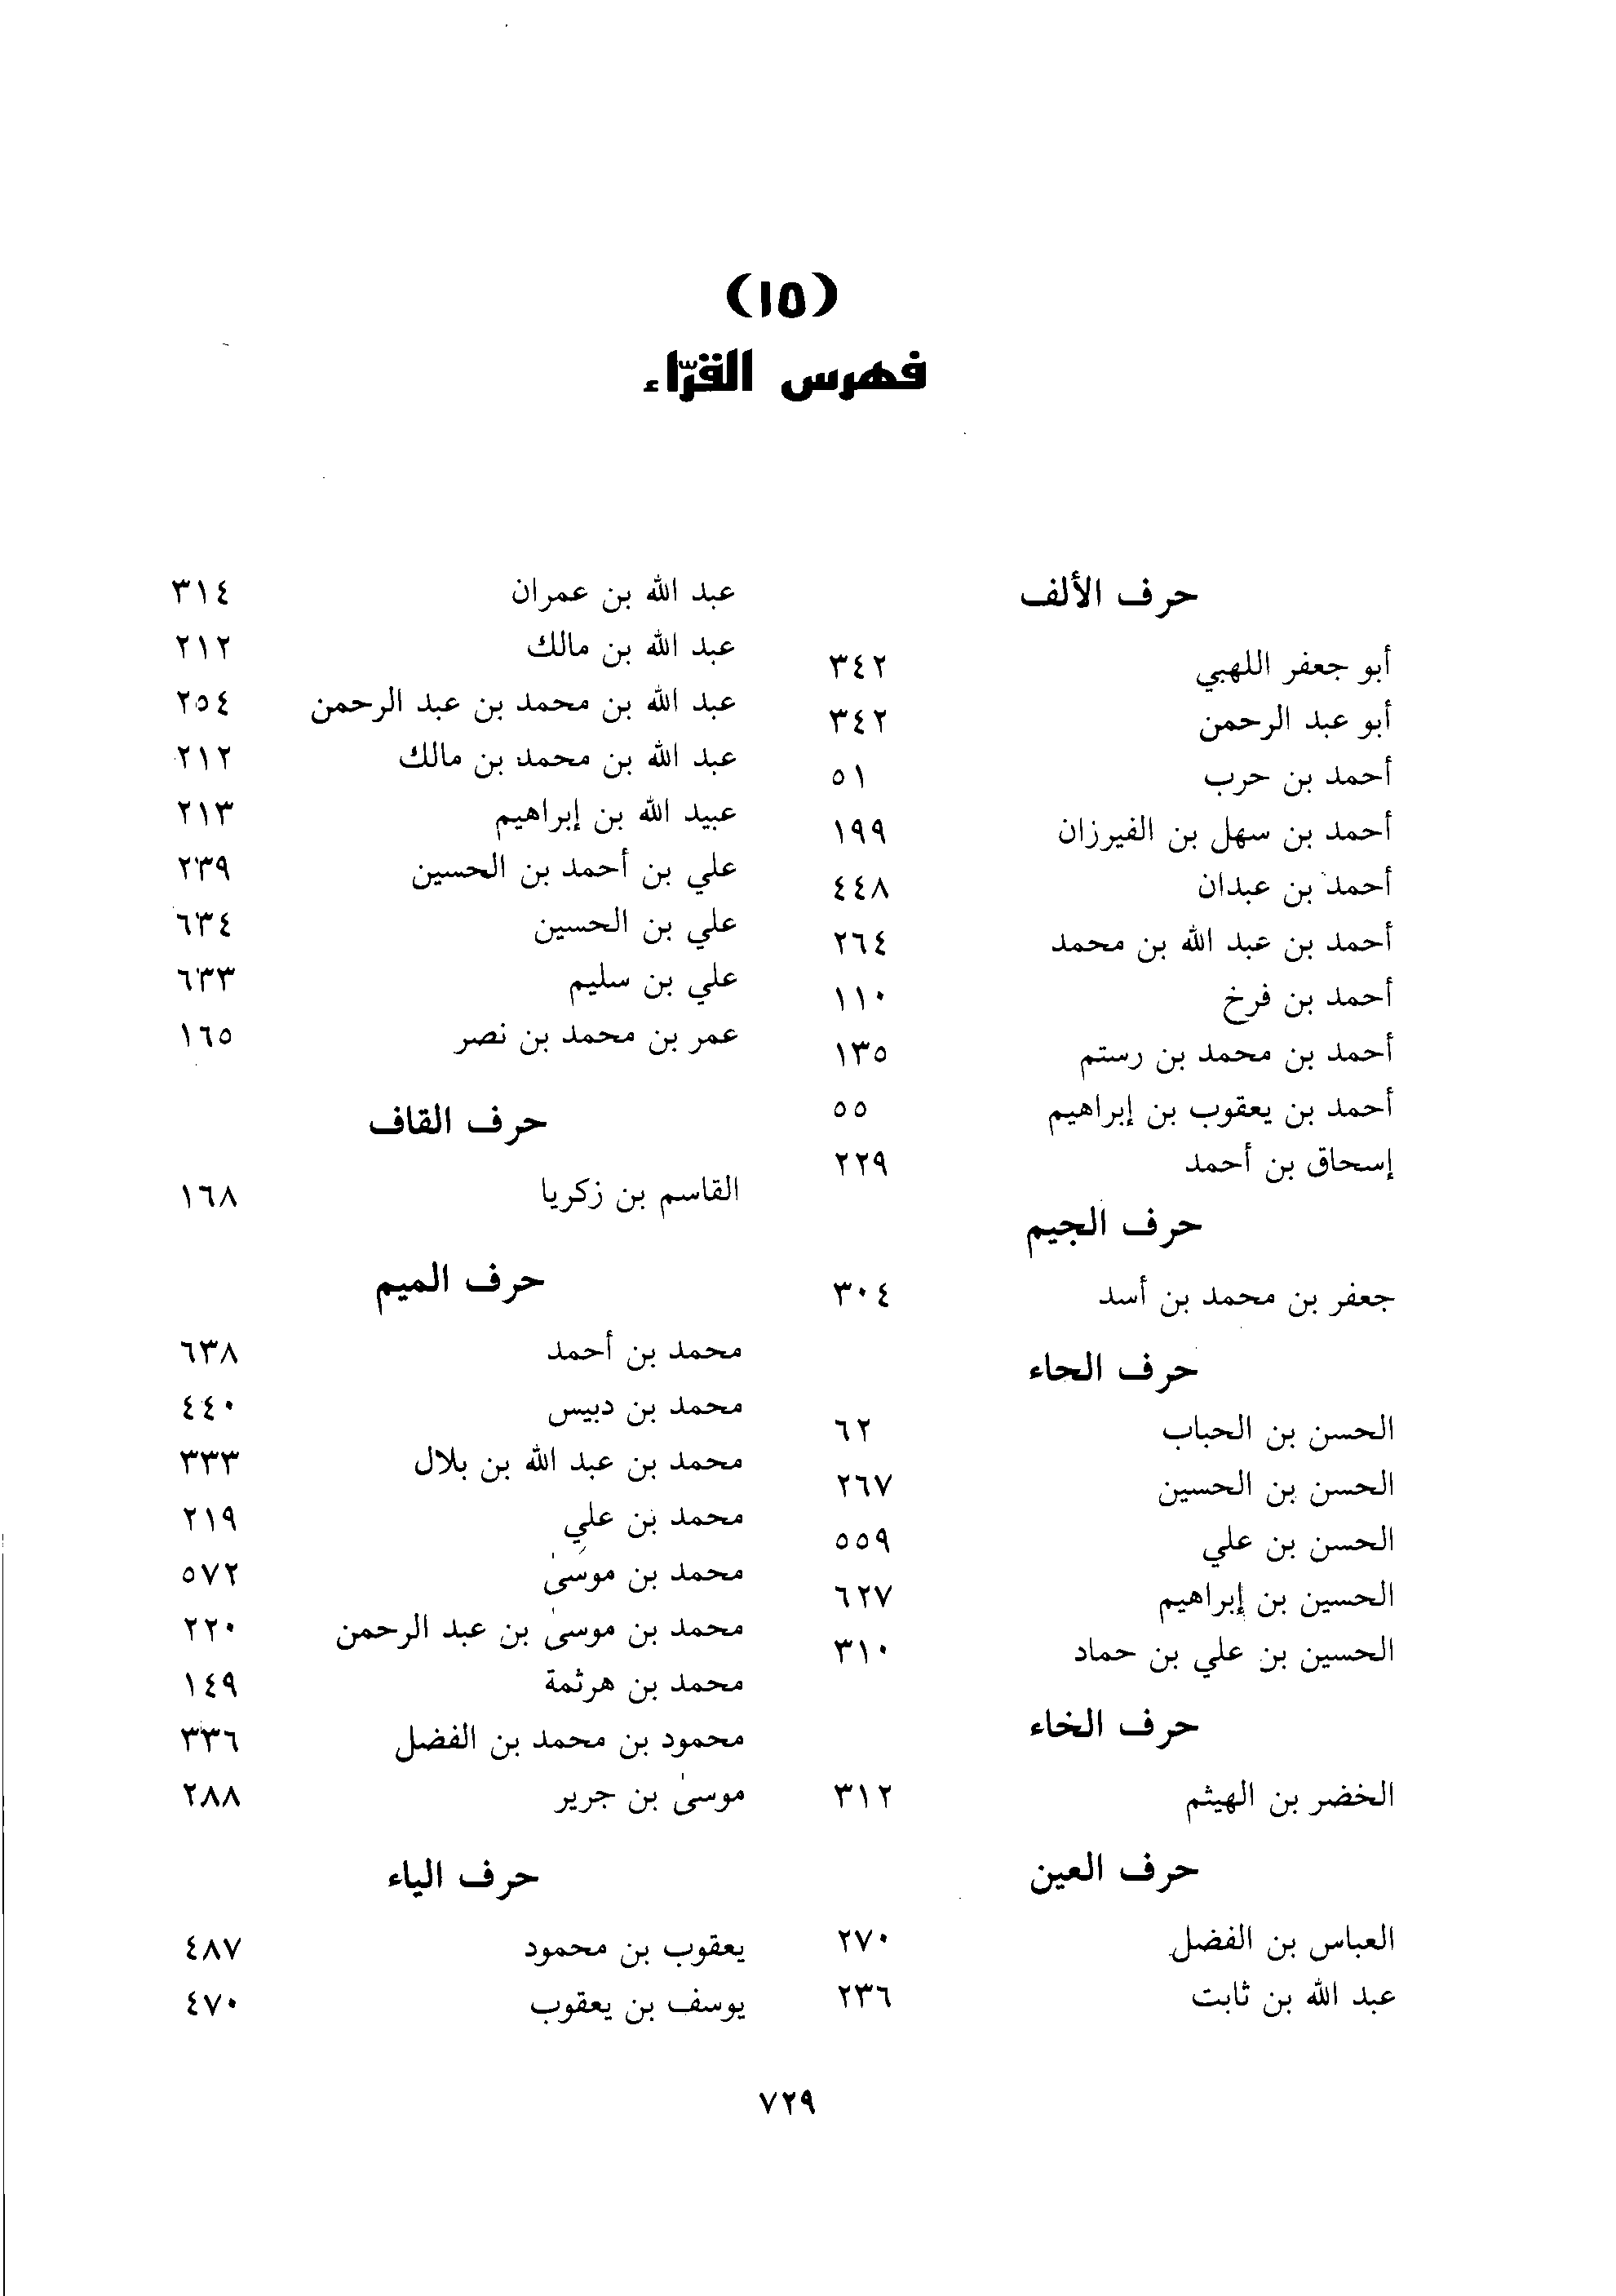 (١٥)
فهرس القرّاء
حرف الألف
أبو جعفر اللهبي ٣٤٢
أبو عبد الرحمن ٣٤٢
أحمد بن حرب ٥١
أحمد بن سهل بن الفيرزان ١٩٩
أحمد بن عبدان ٤٤٨
أحمد بن عبد الله بن محمد ٢٦٤
أحمد بن فرخ ١١٠
أحمد بن محمد بن رستم ١٣٥
أحمد بن يعقوب بن إبراهيم ٥٥
إسحاق بن أحمد ٢٢٩
حرف الجيم
جعفر بن محمد بن أسد ٣٠٤
حرف الحاء
الحسن بن الحباب ٦٢
الحسن بن الحسين ٢٦٧
الحسن بن علي ٥٥٩
الحسين بن إبراهيم ٦٢٧
الحسين بن علي بن حماد ٣١٠
حرف الخاء
الخضر بن الهيثم ٣١٢
حرف العين
العباس بن الفضل ٢٧٠
عبد الله بن ثابت ٢٣٦
عبد الله بن عمران ٣١٤
عبد الله بن مالك ٢١٢
عبد الله بن محمد بن عبد الرحمن ٢٥٤
عبد الله بن محمد بن مالك ٢١٢
عبيد الله بن إبراهيم ٢١٣
علي بن أحمد بن الحسين ٢٣٩
علي بن الحسين ٦٣٤
علي بن سليم ٦٣٣
عمر بن محمد بن نصر ١٦٥
حرف القاف
القاسم بن زكريا ١٦٨
حرف الميم
محمد بن أحمد ٦٣٨
محمد بن دبيس ٤٤٠
محمد بن عبد الله بن بلال ٣٣٣
محمد بن علي ٢١٩
محمد بن موسىٰ ٥٧٢
محمد بن موسىٰ بن عبد الرحمن ٢٢٠
محمد بن هرثمة ١٤٩
محمود بن محمد بن الفضل ٣٣٦
موسىٰ بن جرير ٢٨٨
حرف الياء
يعقوب بن محمود ٤٨٧
يوسف بن يعقوب ٤٧٠
٧٢٩